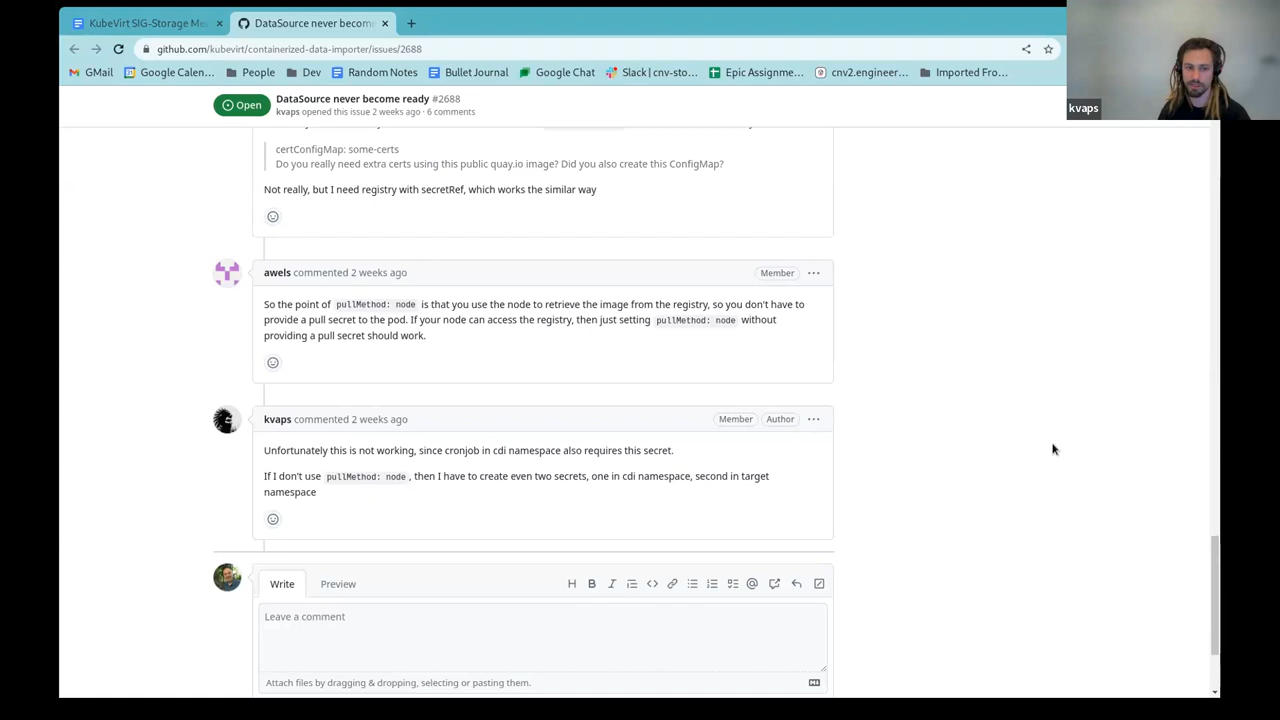 KubeVirt SIG-Storage Me
DataSource never becom
github.com/kubevirt/containerized-data-importer/issues/2688
GMail
Google Calen...
People
Dev
Random Notes
Bullet Journal
Google Chat
Slack | cnv-sto...
Epic Assignme...
cnv2.engineer...
Imported Fro...
kvaps
Open
DataSource never become ready #2688
kvaps opened this issue 2 weeks ago · 6 comments
certConfigMap: some-certs
Do you really need extra certs using this public quay.io image? Did you also create this ConfigMap?
Not really, but I need registry with secretRef, which works the similar way
awels commented 2 weeks ago
Member
So the point of pullMethod: node is that you use the node to retrieve the image from the registry, so you don't have to
provide a pull secret to the pod. If your node can access the registry, then just setting pullMethod: node without
providing a pull secret should work.
kvaps commented 2 weeks ago
Member
Author
Unfortunately this is not working, since cronjob in cdi namespace also requires this secret.
If I don't use pullMethod: node, then I have to create even two secrets, one in cdi namespace, second in target
namespace
Write
Preview
Leave a comment
Attach files by dragging & dropping, selecting or pasting them.